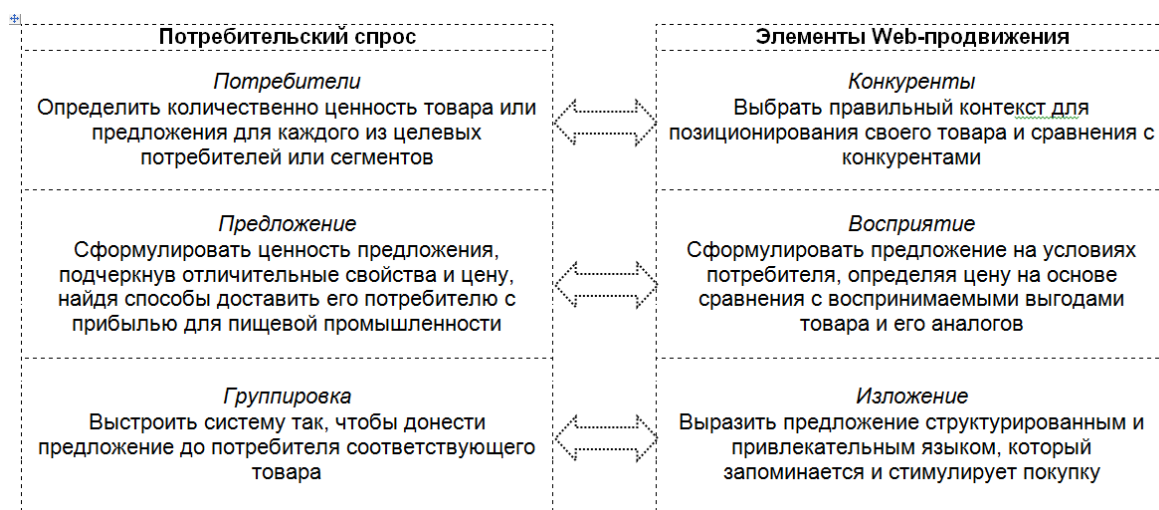 Потребительский спрос
Элементы Web-продвижения
Потребители
Определить количественно ценность товара или
предложения для каждого из целевых
потребителей или сегментов
Конкуренты
Выбрать правильный контекст для
позиционирования своего товара и сравнения с
конкурентами
Предложение
Сформулировать ценность предложения,
подчеркнув отличительные свойства и цену,
найдя способы доставить его потребителю с
прибылью для пищевой промышленности
Восприятие
Сформулировать предложение на условиях
потребителя, определяя цену на основе
сравнения с воспринимаемыми выгодами
товара и его аналогов
Группировка
Выстроить систему так, чтобы донести
предложение до потребителя соответствующего
товара
Изложение
Выразить предложение структурированным и
привлекательным языком, который
запоминается и стимулирует покупку